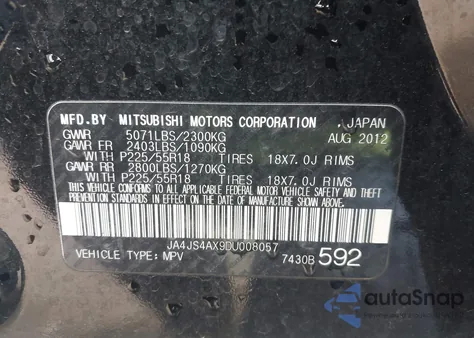 MFD.BY MITSUBISHI MOTORS CORPORATION . JAPAN
GVWR 5071LBS/2300KG AUG 2012
GAWR FR 2403LBS/1090KG
WITH P225/55R18 TIRES 18X7.0J RIMS
GAWR RR 2800LBS/1270KG
WITH P225/55R18 TIRES 18X7.0J RIMS
THIS VEHICLE CONFORMS TO ALL APPLICABLE FEDERAL MOTOR VEHICLE SAFETY AND THEFT
PREVENTION STANDARDS IN EFFECT ON THE DATE OF MANUFACTURE SHOWN ABOVE.
JA4JS4AX9DU008057
VEHICLE TYPE: MPV 7430B 592
autaSnap